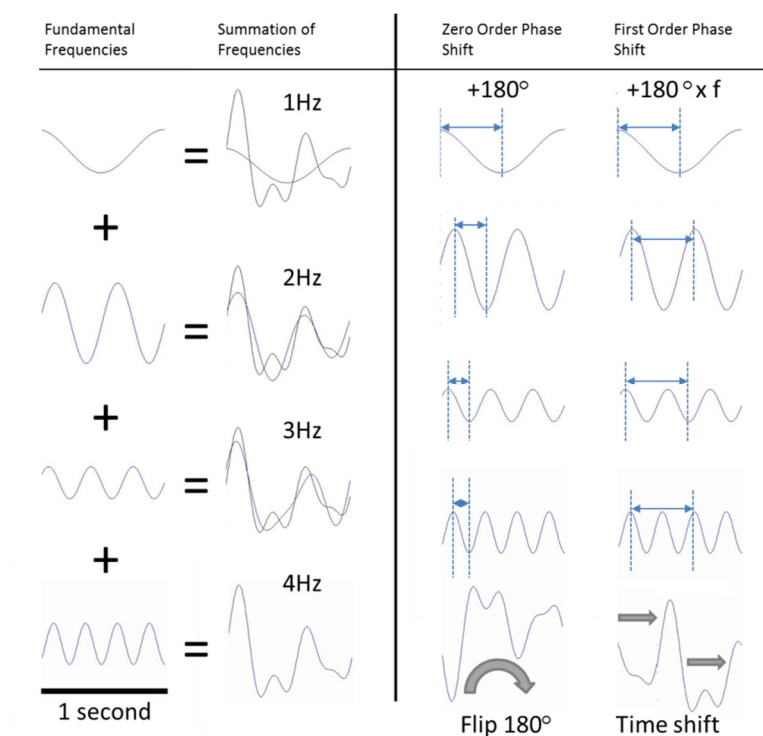 Fundamental
Frequencies
Summation of
Frequencies
Zero Order Phase
Shift
First Order Phase
Shift
1Hz
+180°
+180° x f
=
+
2Hz
=
+
3Hz
=
+
4Hz
=
1 second
Flip 180°
Time shift